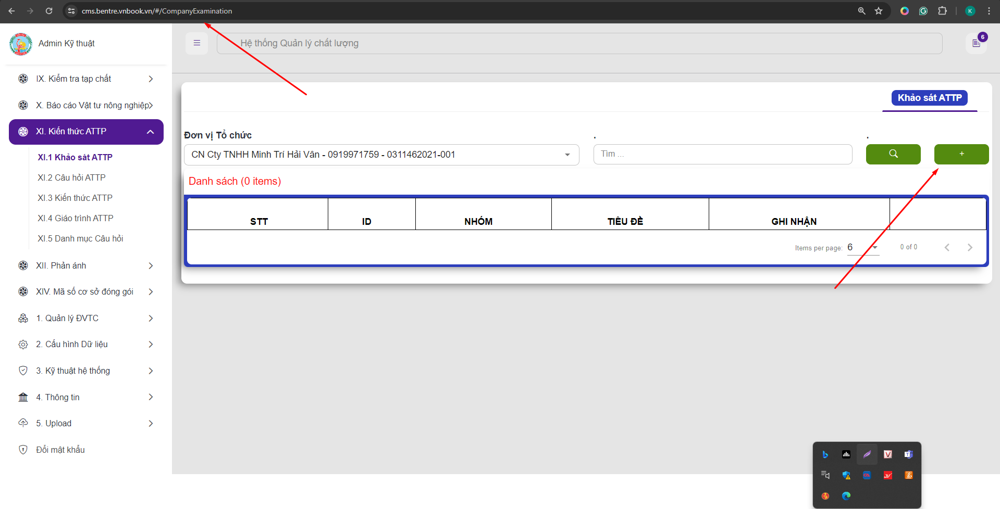 cms.bentre.vnbook.vn/#/CompanyExamination
K
Admin Kỹ thuật
Hệ thống Quản lý chất lượng
6
IX. Kiểm tra tạp chất
X. Báo cáo Vật tư nông nghiệp
XI. Kiến thức ATTP
XI.1 Khảo sát ATTP
XI.2 Câu hỏi ATTP
XI.3 Kiến thức ATTP
XI.4 Giáo trình ATTP
XI.5 Danh mục Câu hỏi
XII. Phản ánh
XIV. Mã số cơ sở đóng gói
1. Quản lý ĐVTC
2. Cấu hình Dữ liệu
3. Kỹ thuật hệ thống
4. Thông tin
5. Upload
Đổi mật khẩu
Khảo sát ATTP
Đơn vị Tổ chức . .
CN Cty TNHH Minh Trí Hải Vân - 0919971759 - 0311462021-001 Tìm ... +
Danh sách (0 items)
STT ID NHÓM TIÊU ĐỀ GHI NHẬN
Items per page: 6 0 of 0